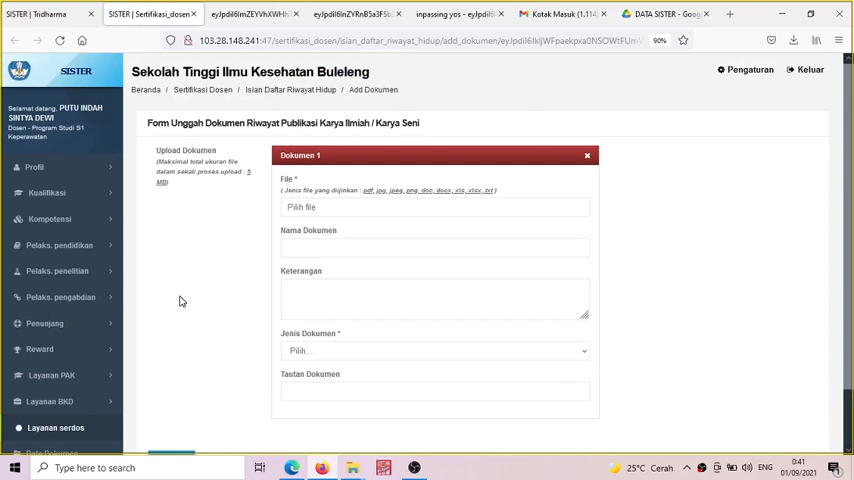 SISTER | Tridharma
SISTER | Sertifikasi_dosen
eyJpdiI6ImZEYVhXWHh
eyJpdiI6InZYRnB5a3FSb
inpassing yos - eyJpdiI6I
Kotak Masuk (1.114)
DATA SISTER - Goog
103.28.148.241:47/sertifikasi_dosen/isian_daftar_riwayat_hidup/add_dokumen/
90%
SISTER
Sekolah Tinggi Ilmu Kesehatan Buleleng
Pengaturan
Keluar
Beranda / Sertifikasi Dosen / Isian Daftar Riwayat Hidup / Add Dokumen
Selamat datang, PUTU INDAH
SINTYA DEWI
Dosen - Program Studi S1
Keperawatan
Profil
Kualifikasi
Kompetensi
Pelaks. pendidikan
Pelaks. penelitian
Pelaks. pengabdian
Penunjang
Reward
Layanan PAK
Layanan BKD
Layanan serdos
Data Dokumen
Form Unggah Dokumen Riwayat Publikasi Karya Ilmiah / Karya Seni
Upload Dokumen
(Maksimal total ukuran file
dalam sekali proses upload : 5
MB)
Dokumen 1
File *
( Jenis file yang diijinkan : pdf, jpg, jpeg, png, doc, docx, xls, xlsx, txt )
Pilih file
Nama Dokumen
Keterangan
Jenis Dokumen *
Pilih...
Tautan Dokumen
Type here to search
25°C Cerah
ENG
0:41
01/09/2021
1